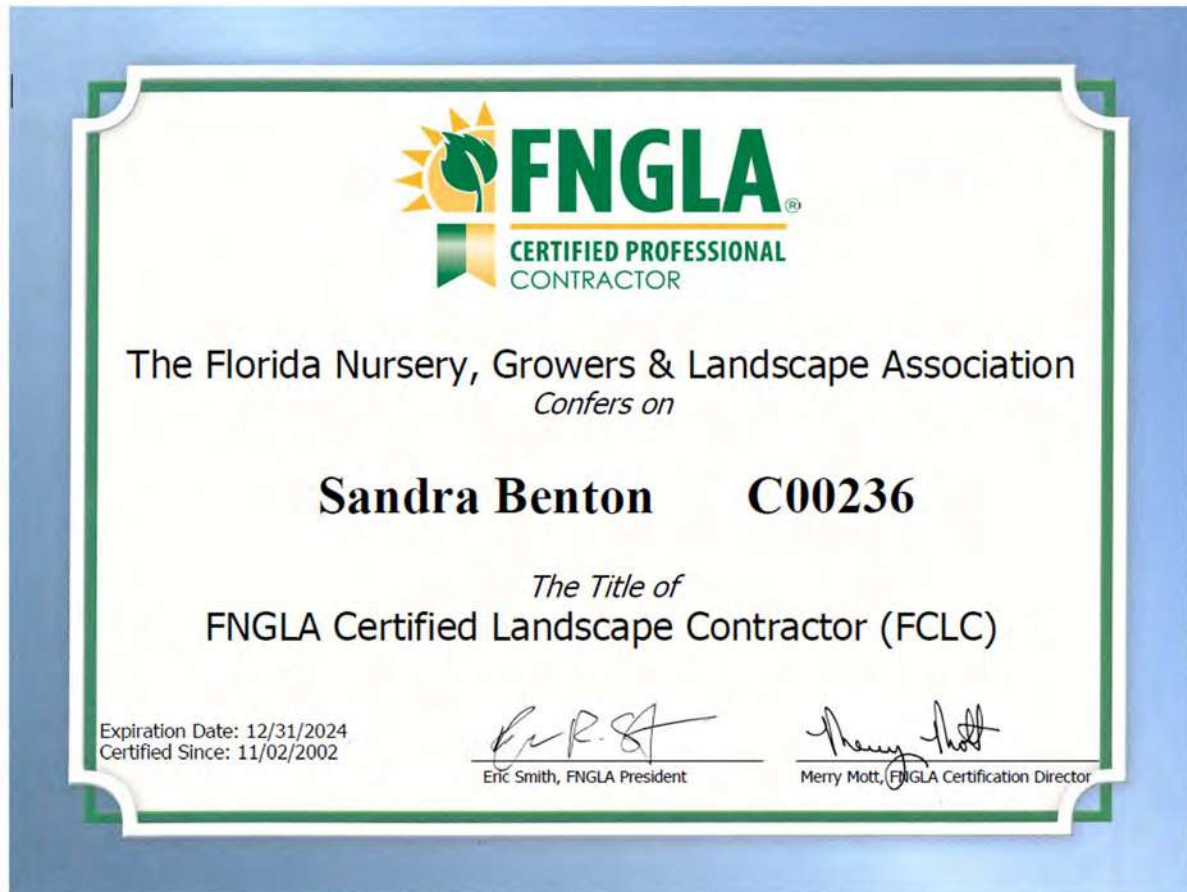 FNGLA®
CERTIFIED PROFESSIONAL
CONTRACTOR
The Florida Nursery, Growers & Landscape Association
Confers on
Sandra Benton C00236
The Title of
FNGLA Certified Landscape Contractor (FCLC)
Expiration Date: 12/31/2024
Certified Since: 11/02/2002
Eric Smith, FNGLA President
Merry Mott, FNGLA Certification Director